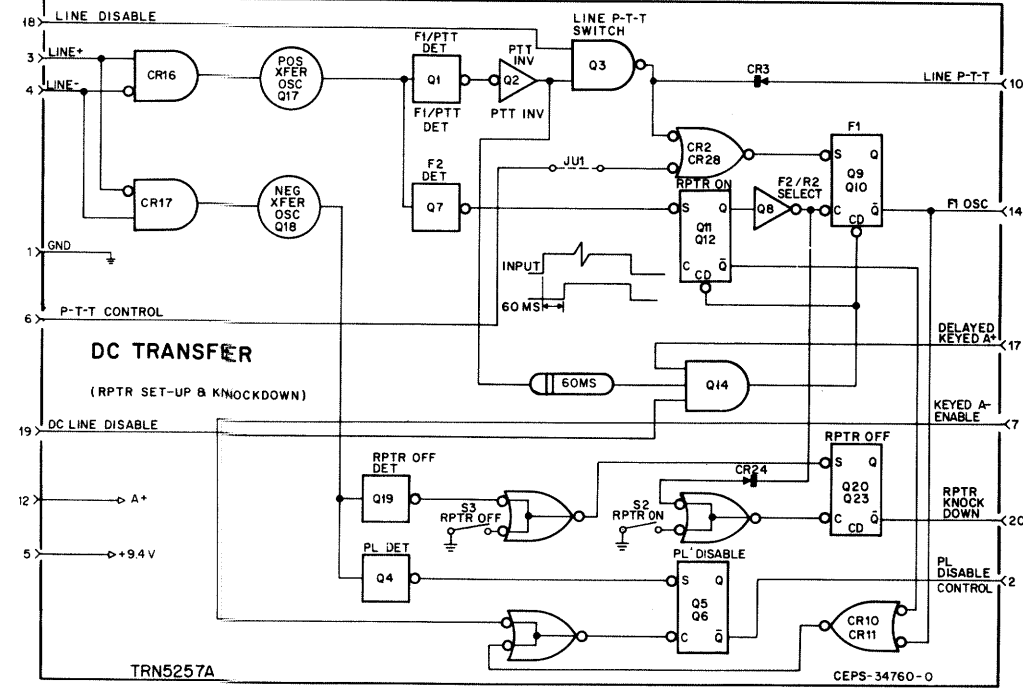 18 LINE DISABLE
LINE P-T-T
SWITCH
3 LINE+
4 LINE-
CR16
POS
XFER
OSC
Q17
F1/PTT
DET
Q1
F1/PTT
DET
PTT
INV
Q2
PTT INV
Q3
CR3
LINE P-T-T
10
CR17
NEG
XFER
OSC
Q18
F2
DET
Q7
JU1
CR2
CR28
F1
S Q
Q9
Q10
C CD Q̄
F1 OSC
14
RPTR ON
S Q
Q11
Q12
C CD Q̄
Q8
F2/R2
SELECT
1 GND
INPUT
60 MS
6 P-T-T CONTROL
DC TRANSFER
(RPTR SET-UP & KNOCKDOWN)
DELAYED
KEYED A+
17
60MS
Q14
KEYED A-
ENABLE
7
19 DC LINE DISABLE
RPTR OFF
DET
Q19
S3
RPTR OFF
S2
RPTR ON
CR24
RPTR OFF
S Q
Q20
Q23
C CD Q̄
RPTR
KNOCK
DOWN
20
12 A+
5 +9.4V
PL DET
Q4
PL DISABLE
S Q
Q5
Q6
C Q̄
PL
DISABLE
CONTROL
2
CR10
CR11
TRN5257A
CEPS-34760-O